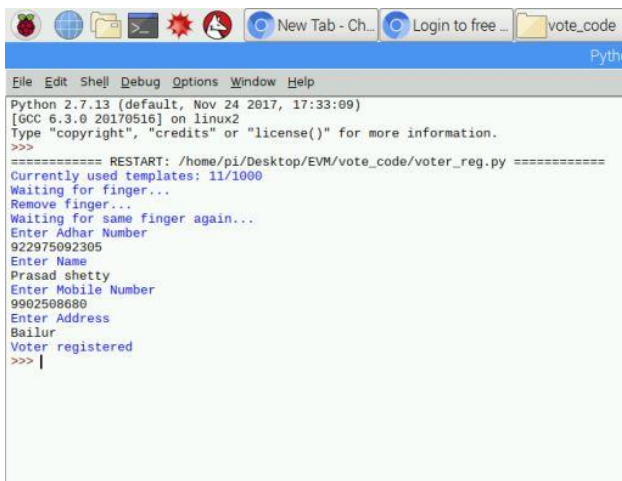 New Tab - Ch... Login to free ... vote_code
Pyth
File Edit Shell Debug Options Window Help
Python 2.7.13 (default, Nov 24 2017, 17:33:09)
[GCC 6.3.0 20170516] on linux2
Type "copyright", "credits" or "license()" for more information.
>>>
============ RESTART: /home/pi/Desktop/EVM/vote_code/voter_reg.py ============
Currently used templates: 11/1000
Waiting for finger...
Remove finger...
Waiting for same finger again...
Enter Adhar Number
922975092305
Enter Name
Prasad shetty
Enter Mobile Number
9902508680
Enter Address
Bailur
Voter registered
>>>